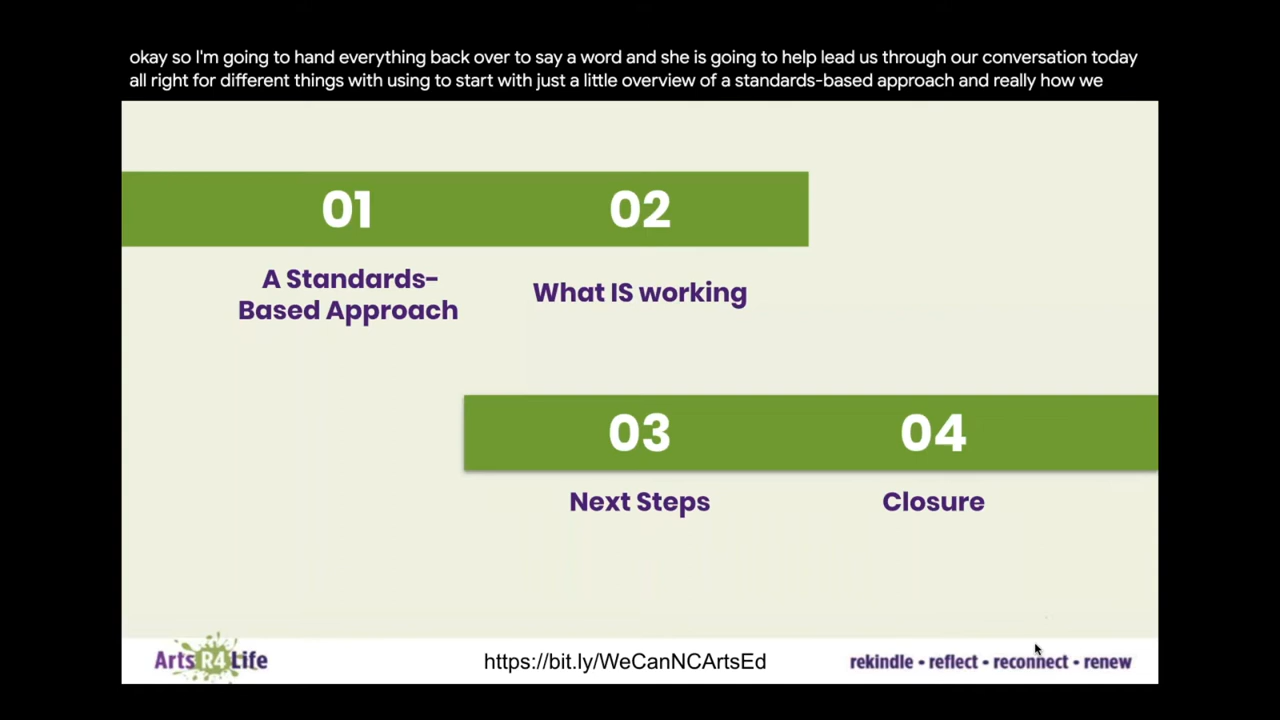 okay so I'm going to hand everything back over to say a word and she is going to help lead us through our conversation today
all right for different things with using to start with just a little overview of a standards-based approach and really how we
01
02
A Standards-
Based Approach
What IS working
03
04
Next Steps
Closure
Arts R4 Life
https://bit.ly/WeCanNCArtsEd
rekindle • reflect • reconnect • renew